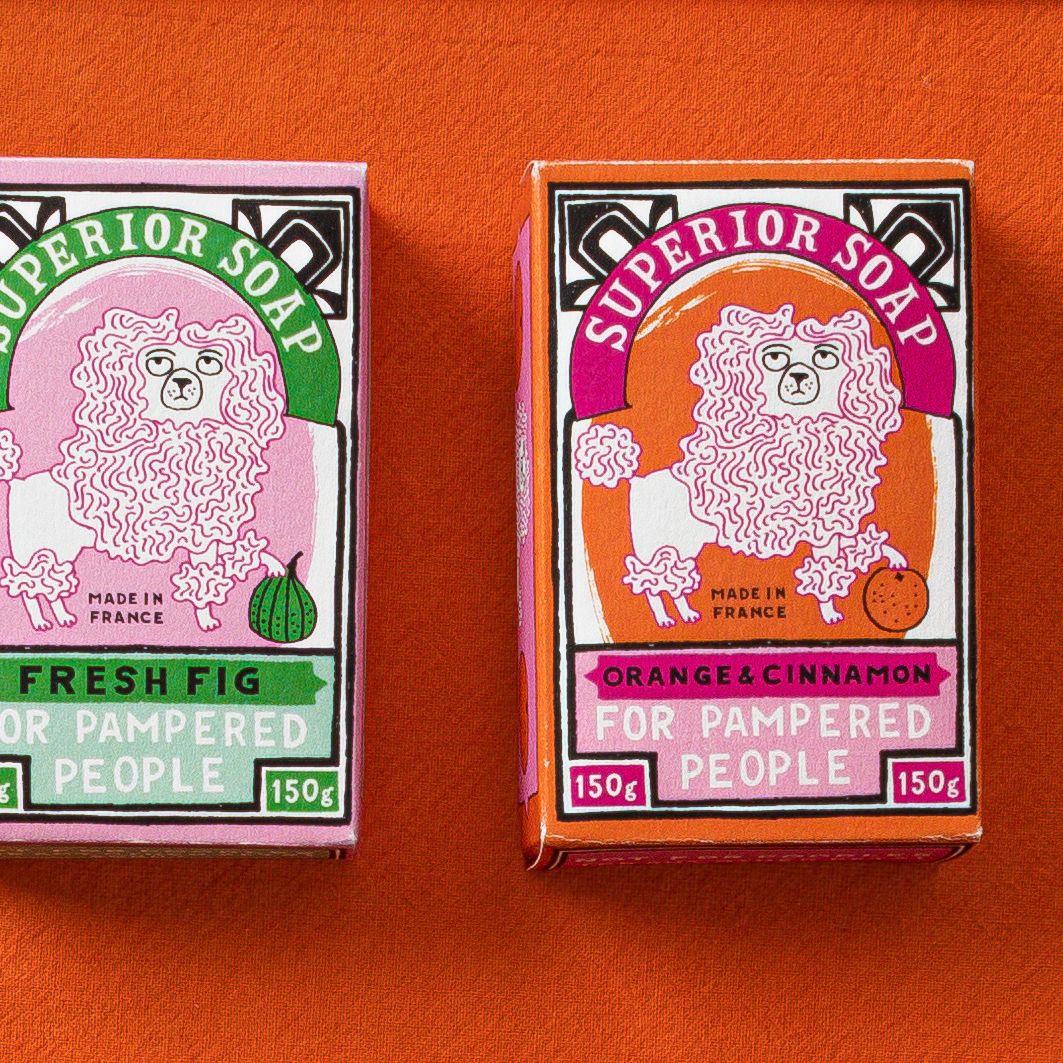 SUPERIOR SOAP
MADE IN
FRANCE
FRESH FIG
OR PAMPERED
PEOPLE
g
150g
SUPERIOR SOAP
MADE IN
FRANCE
ORANGE & CINNAMON
FOR PAMPERED
PEOPLE
150g
150g